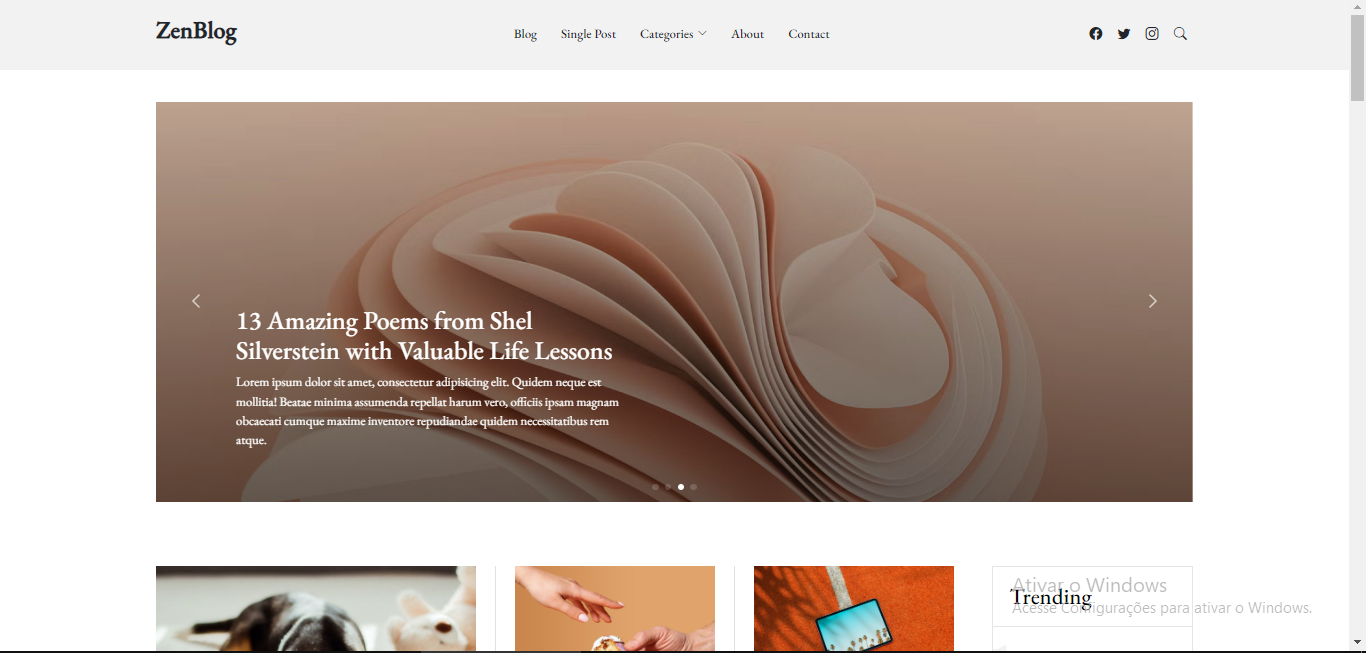 ZenBlog
Blog Single Post Categories About Contact
13 Amazing Poems from Shel
Silverstein with Valuable Life Lessons
Lorem ipsum dolor sit amet, consectetur adipisicing elit. Quidem neque est
mollitia! Beatae minima assumenda repellat harum vero, officiis ipsam magnam
obcaecati cumque maxime inventore repudiandae quidem necessitatibus rem
atque.
Trending
Ativar o Windows
Acesse Configurações para ativar o Windows.